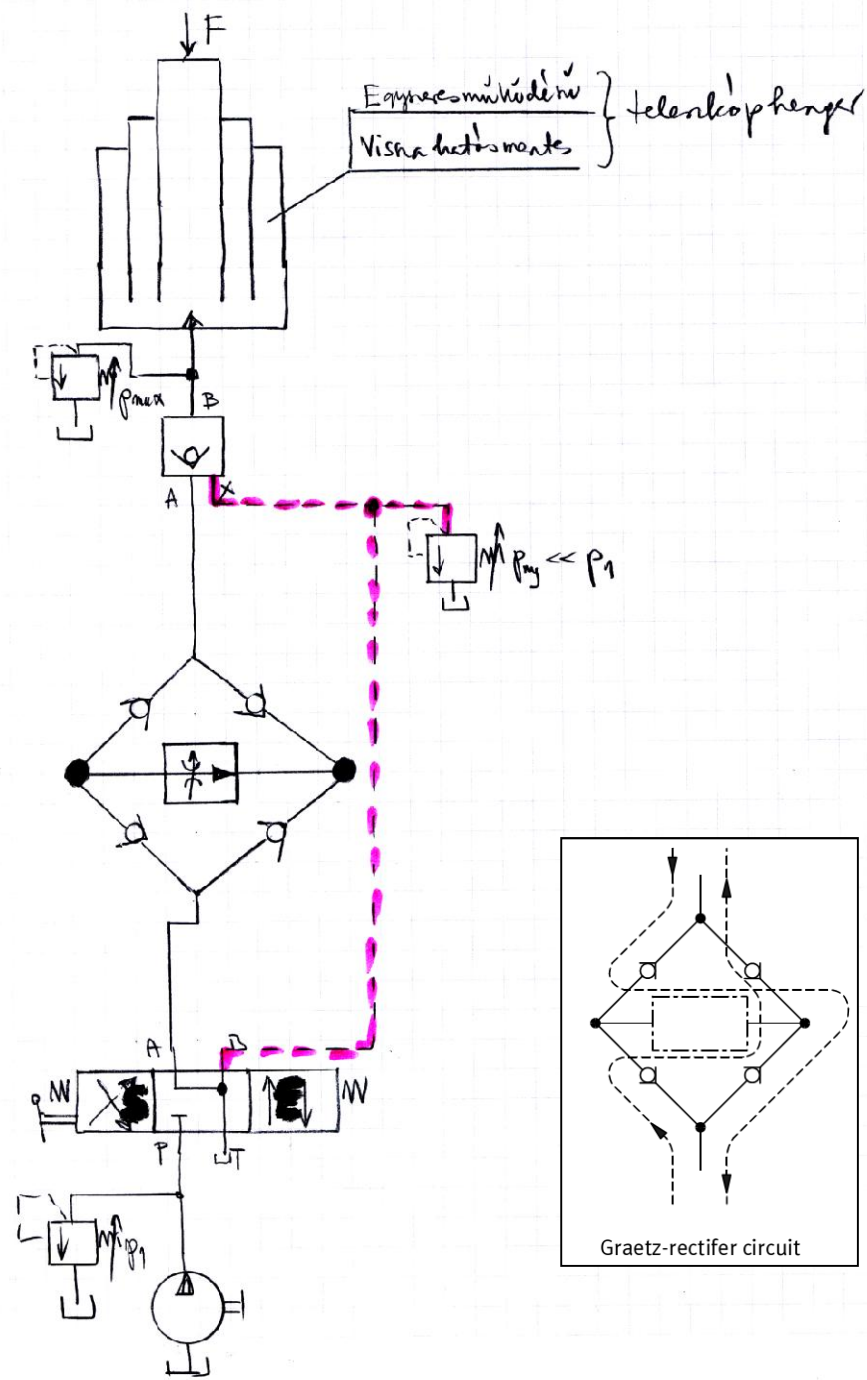 F
Egyszeresműködésű } teleszkóphenger
Visszahatásmentes
Pmax
B
A
X
Pny << P1
A
B
P
T
P1
Graetz-rectifer circuit